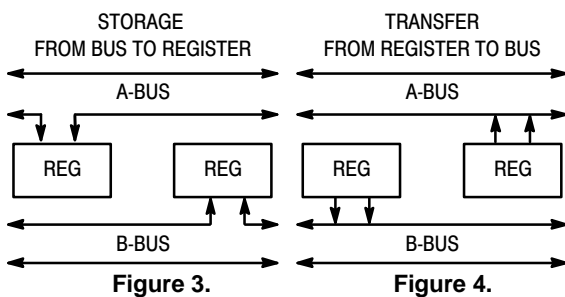 STORAGE
FROM BUS TO REGISTER
A-BUS
REG
REG
B-BUS
Figure 3.
TRANSFER
FROM REGISTER TO BUS
A-BUS
REG
REG
B-BUS
Figure 4.